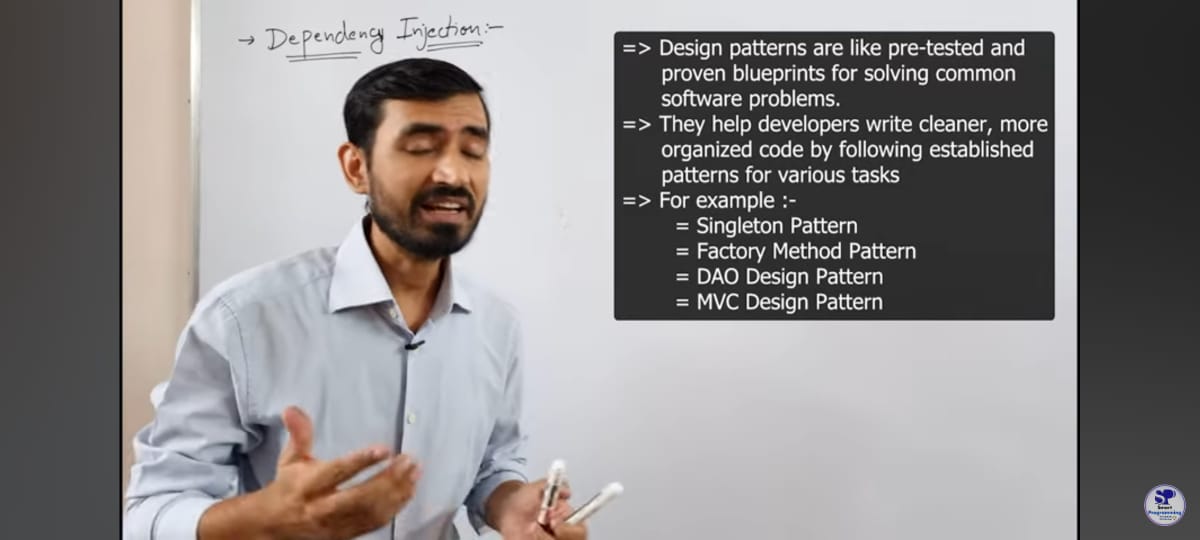 → Dependency Injection:-
=> Design patterns are like pre-tested and
proven blueprints for solving common
software problems.
=> They help developers write cleaner, more
organized code by following established
patterns for various tasks
=> For example :-
= Singleton Pattern
= Factory Method Pattern
= DAO Design Pattern
= MVC Design Pattern
SP
Smart
Programming